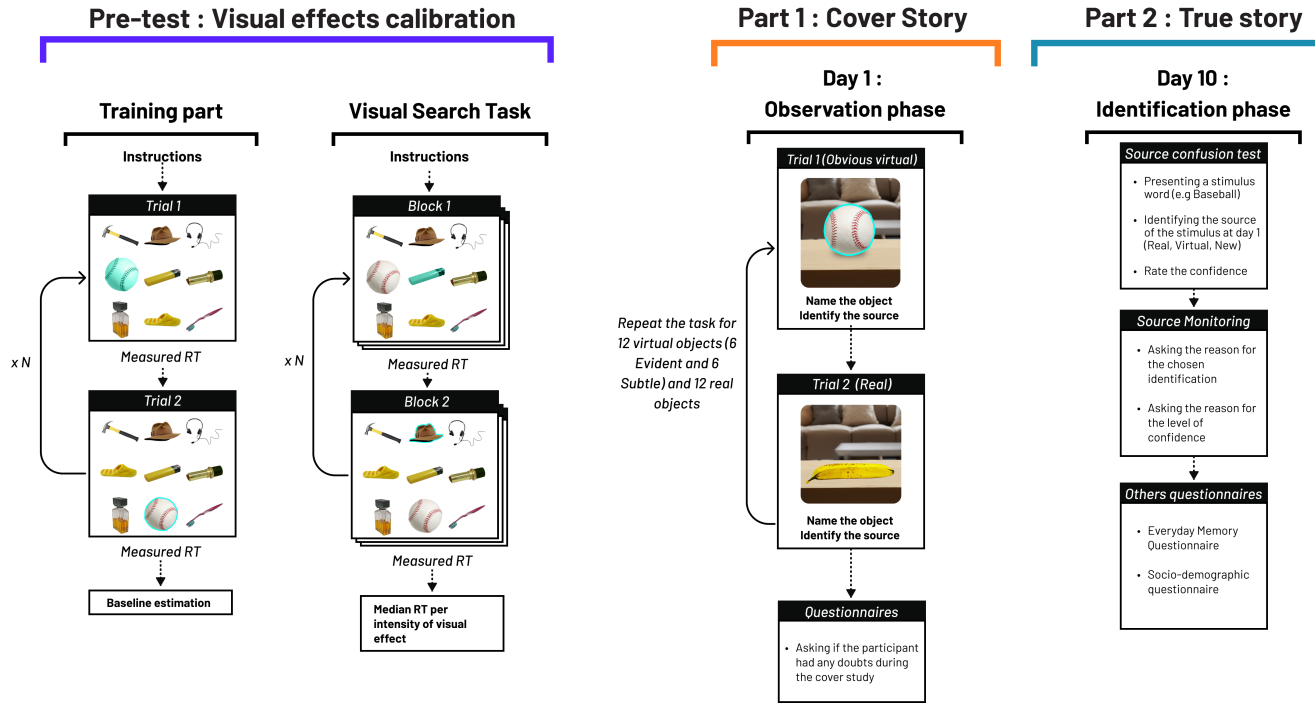 Pre-test : Visual effects calibration
Training part
Instructions
Trial 1
Measured RT
x N
Trial 2
Measured RT
Baseline estimation
Visual Search Task
Instructions
Block 1
Measured RT
x N
Block 2
Measured RT
Median RT per
intensity of visual
effect
Part 1 : Cover Story
Day 1 :
Observation phase
Trial 1 (Obvious virtual)
Name the object
Identify the source
Repeat the task for
12 virtual objects (6
Evident and 6
Subtle) and 12 real
objects
Trial 2 (Real)
Name the object
Identify the source
Questionnaires
• Asking if the participant
had any doubts during
the cover study
Part 2 : True story
Day 10 :
Identification phase
Source confusion test
• Presenting a stimulus
word (e.g Baseball)
• Identifying the source
of the stimulus at day 1
(Real, Virtual, New)
• Rate the confidence
Source Monitoring
• Asking the reason for
the chosen
identification
• Asking the reason for
the level of
confidence
Others questionnaires
• Everyday Memory
Questionnaire
• Socio-demographic
questionnaire